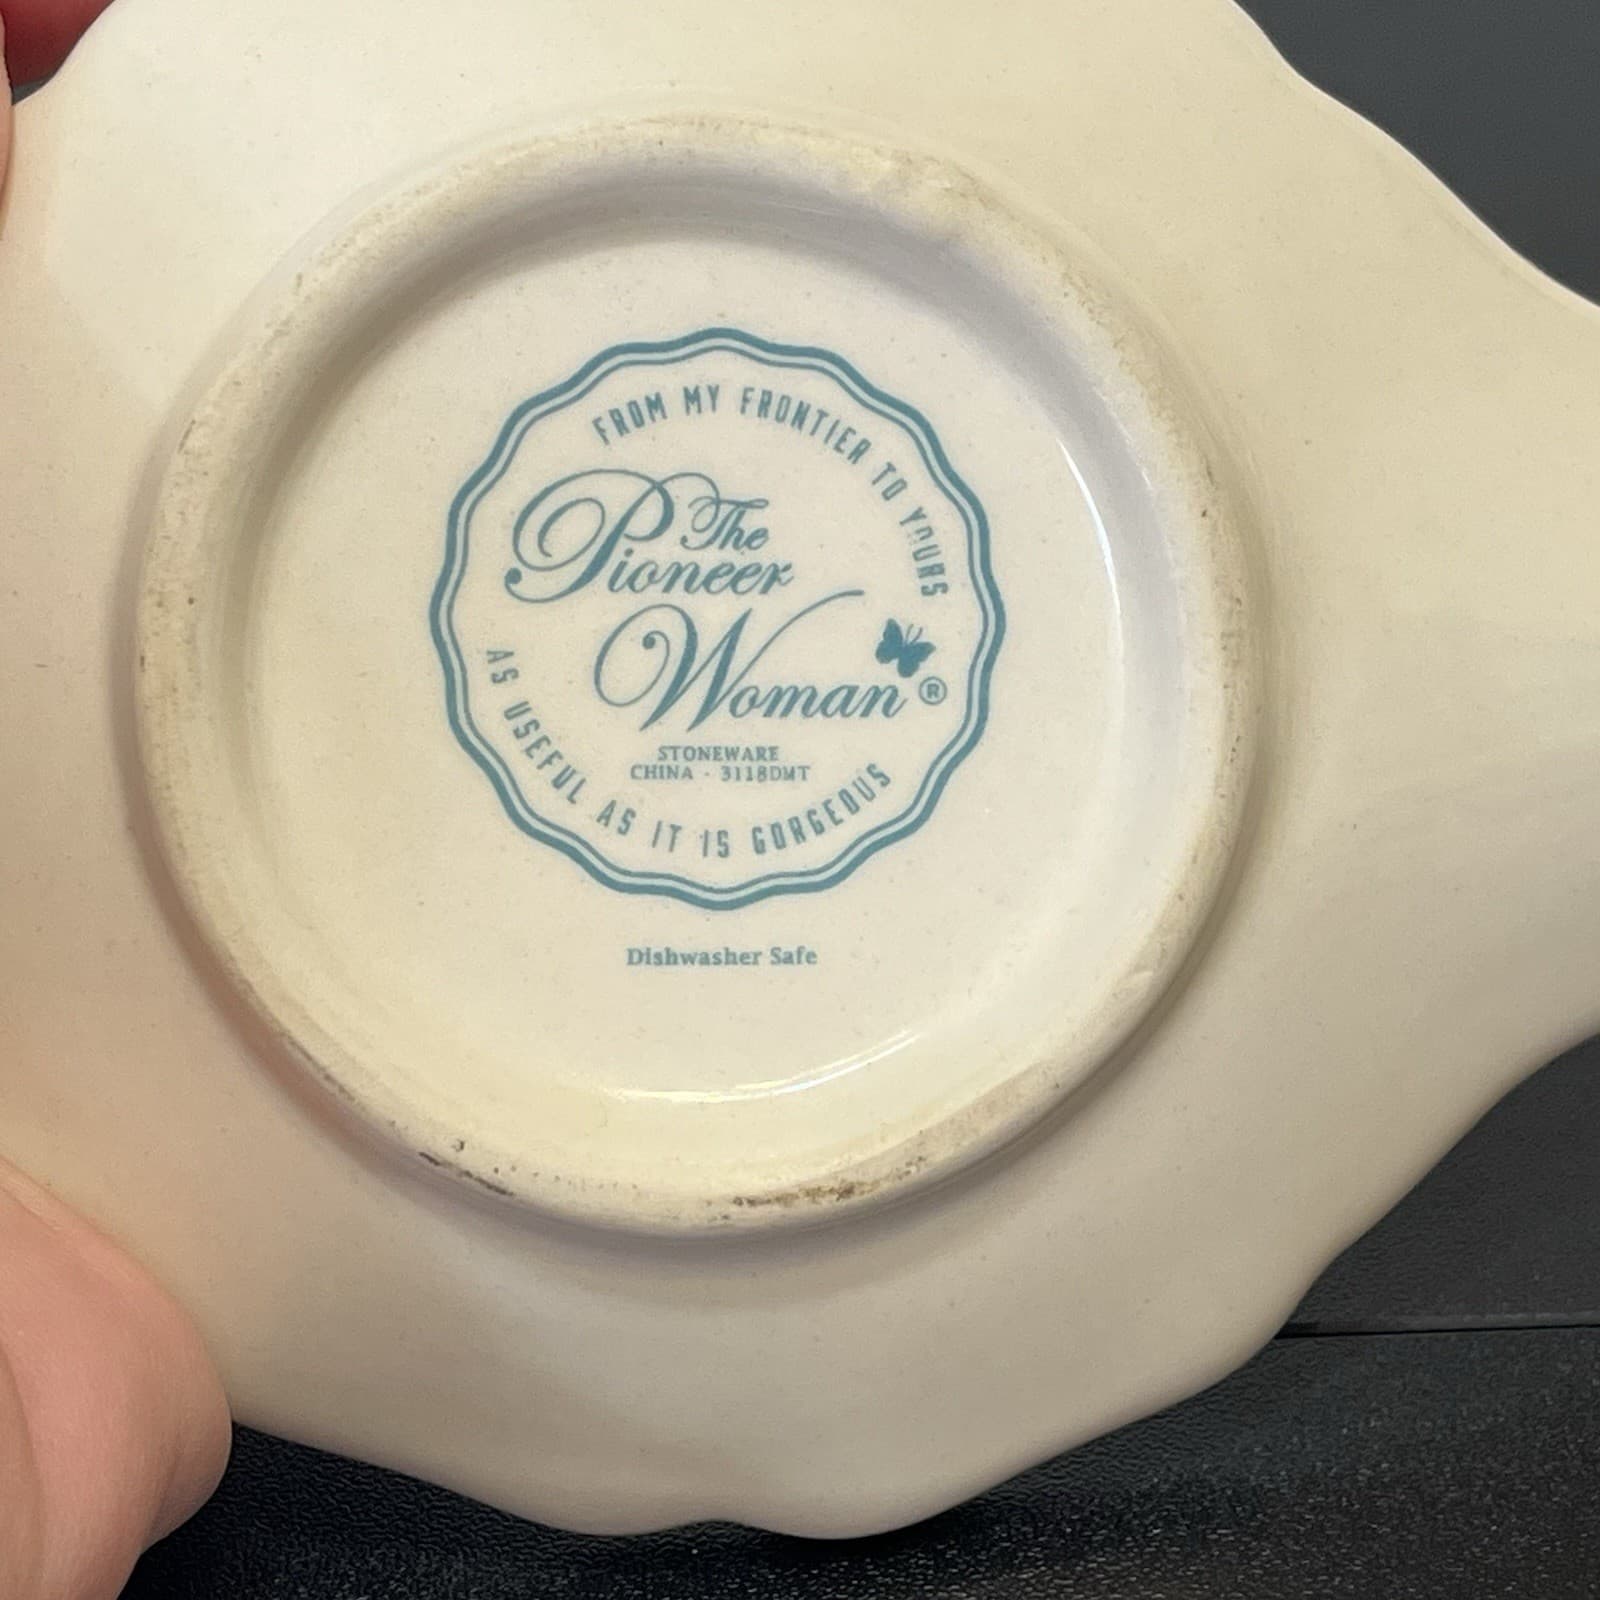 FROM MY FRONTIER TO YOURS
The
Pioneer
Woman®
STONEWARE
CHINA · 3118DMT
AS USEFUL AS IT IS GORGEOUS
Dishwasher Safe